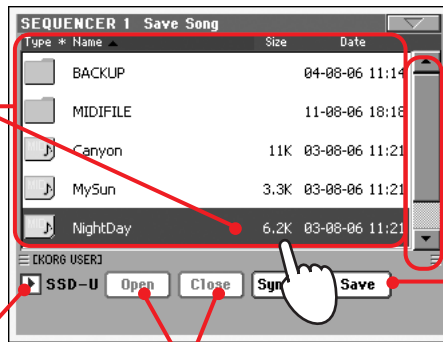 SEQUENCER 1 Save Song
Type * Name Size Date
BACKUP 04-08-06 11:14
MIDIFILE 11-08-06 18:18
Canyon 11K 03-08-06 11:21
MySun 3.3K 03-08-06 11:21
NightDay 6.2K 03-08-06 11:21
[KORG USER]
SSD-U Open Close Save